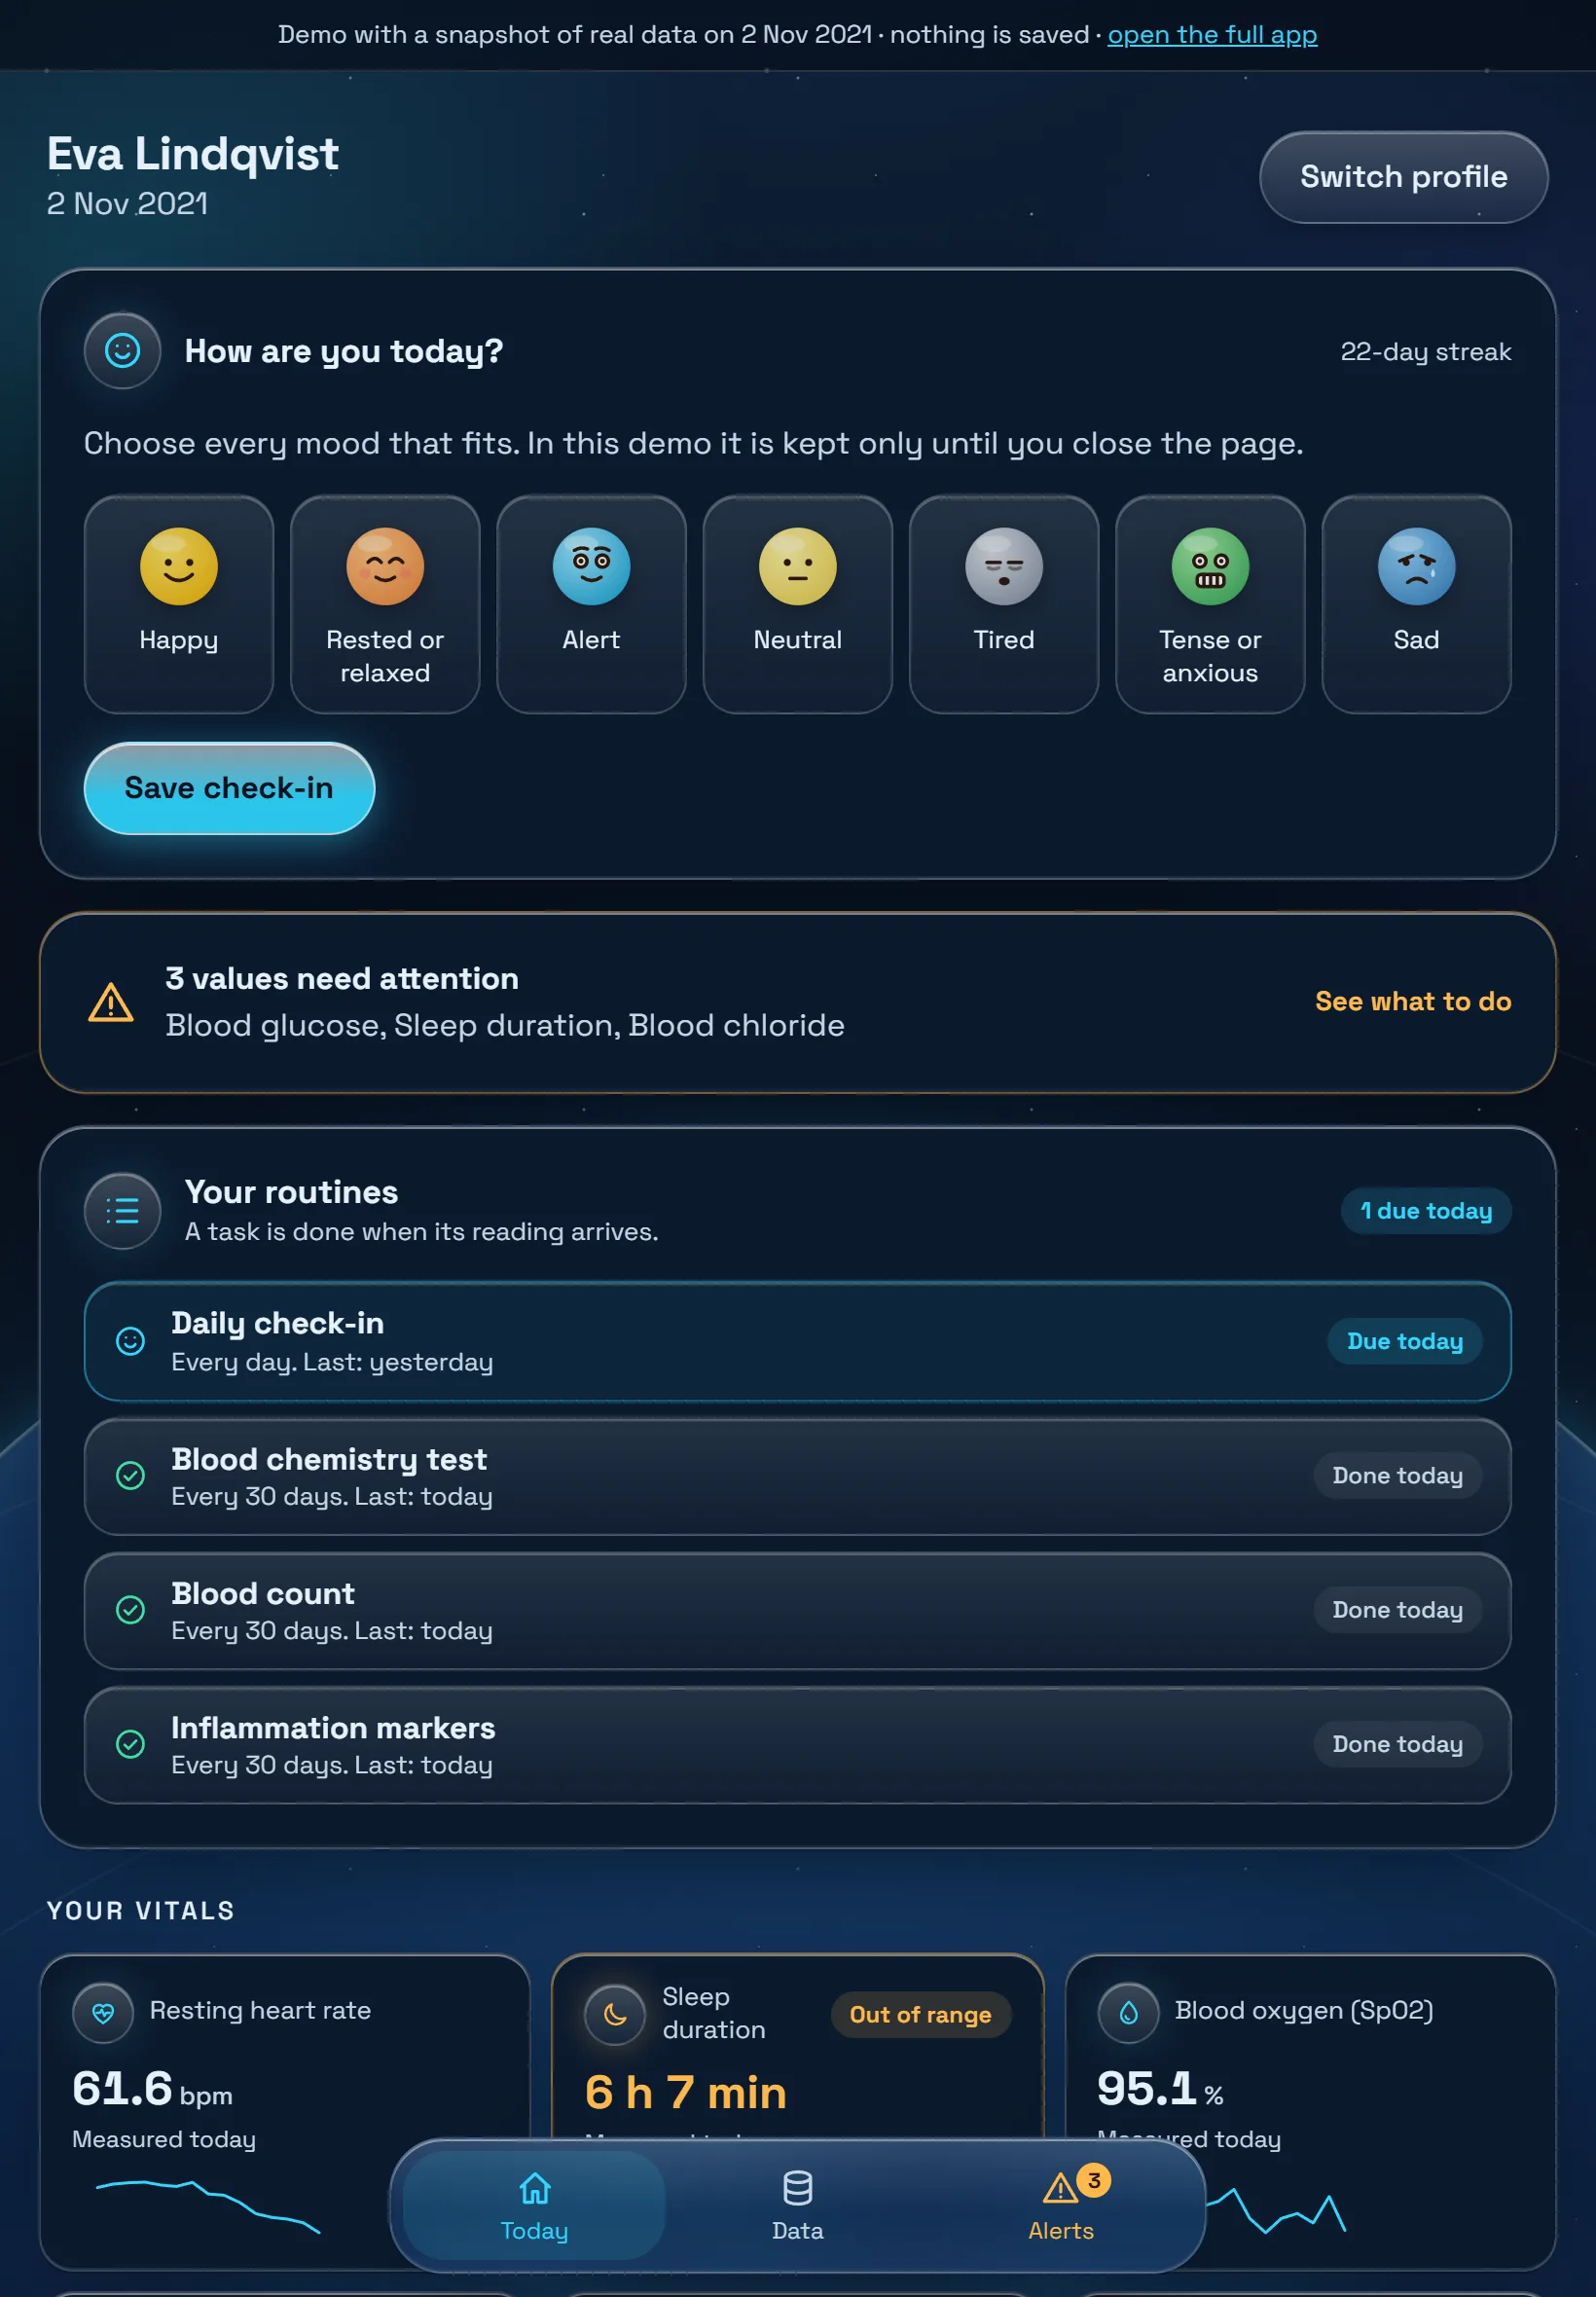 Demo with a snapshot of real data on 2 Nov 2021 · nothing is saved · open the full app
Eva Lindqvist
2 Nov 2021
Switch profile
How are you today?
22-day streak
Choose every mood that fits. In this demo it is kept only until you close the page.
Happy
Rested or
relaxed
Alert
Neutral
Tired
Tense or
anxious
Sad
Save check-in
3 values need attention
Blood glucose, Sleep duration, Blood chloride
See what to do
Your routines
A task is done when its reading arrives.
1 due today
Daily check-in
Every day. Last: yesterday
Due today
Blood chemistry test
Every 30 days. Last: today
Done today
Blood count
Every 30 days. Last: today
Done today
Inflammation markers
Every 30 days. Last: today
Done today
YOUR VITALS
Resting heart rate
61.6 bpm
Measured today
Sleep
duration
Out of range
6 h 7 min
Blood oxygen (SpO2)
95.1 %
Measured today
Today
Data
3
Alerts